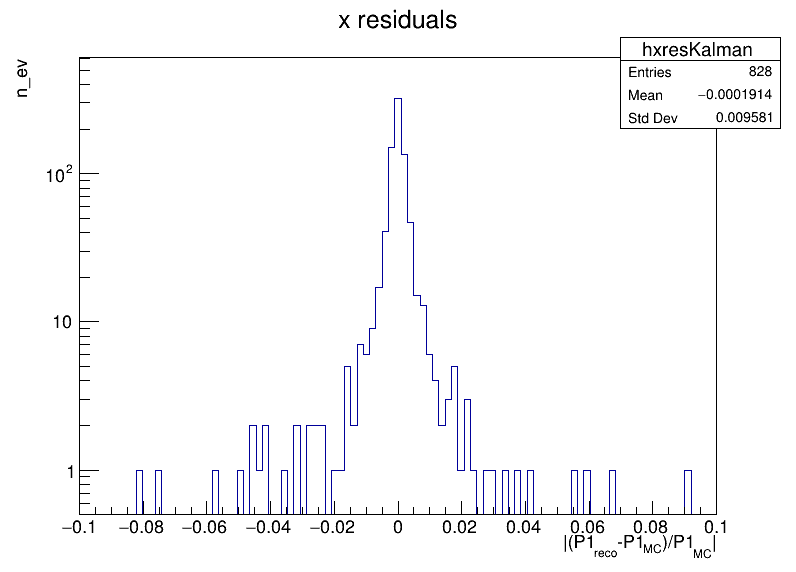 x residuals
hxresKalman
Entries 828
Mean −0.0001914
Std Dev 0.009581
n_ev
10²
10
1
−0.1 −0.08 −0.06 −0.04 −0.02 0 0.02 0.04 0.06 0.08 0.1
|(P1reco-P1MC)/P1MC|